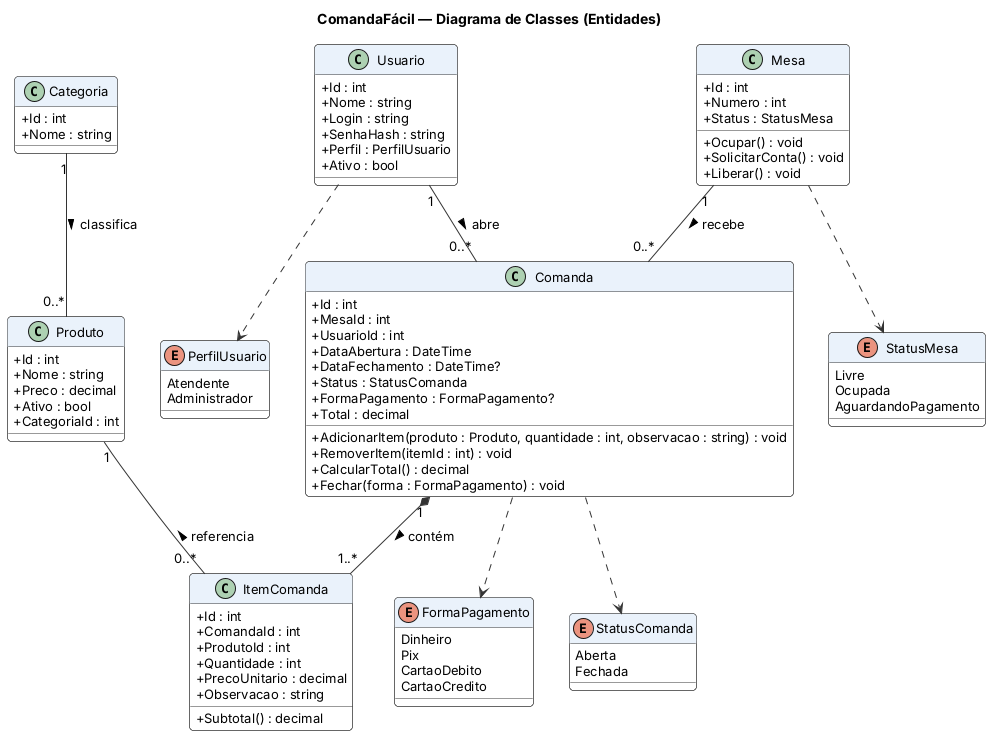 ComandaFácil — Diagrama de Classes (Entidades)
C Categoria
+Id : int
+Nome : string
C Usuario
+Id : int
+Nome : string
+Login : string
+SenhaHash : string
+Perfil : PerfilUsuario
+Ativo : bool
C Mesa
+Id : int
+Numero : int
+Status : StatusMesa
+Ocupar() : void
+SolicitarConta() : void
+Liberar() : void
1
classifica
0..*
1
abre
0..*
1
recebe
0..*
C Produto
+Id : int
+Nome : string
+Preco : decimal
+Ativo : bool
+CategoriaId : int
E PerfilUsuario
Atendente
Administrador
C Comanda
+Id : int
+MesaId : int
+UsuarioId : int
+DataAbertura : DateTime
+DataFechamento : DateTime?
+Status : StatusComanda
+FormaPagamento : FormaPagamento?
+Total : decimal
+AdicionarItem(produto : Produto, quantidade : int, observacao : string) : void
+RemoverItem(itemId : int) : void
+CalcularTotal() : decimal
+Fechar(forma : FormaPagamento) : void
E StatusMesa
Livre
Ocupada
AguardandoPagamento
1
referencia
0..*
1
contém
1..*
C ItemComanda
+Id : int
+ComandaId : int
+ProdutoId : int
+Quantidade : int
+PrecoUnitario : decimal
+Observacao : string
+Subtotal() : decimal
E FormaPagamento
Dinheiro
Pix
CartaoDebito
CartaoCredito
E StatusComanda
Aberta
Fechada